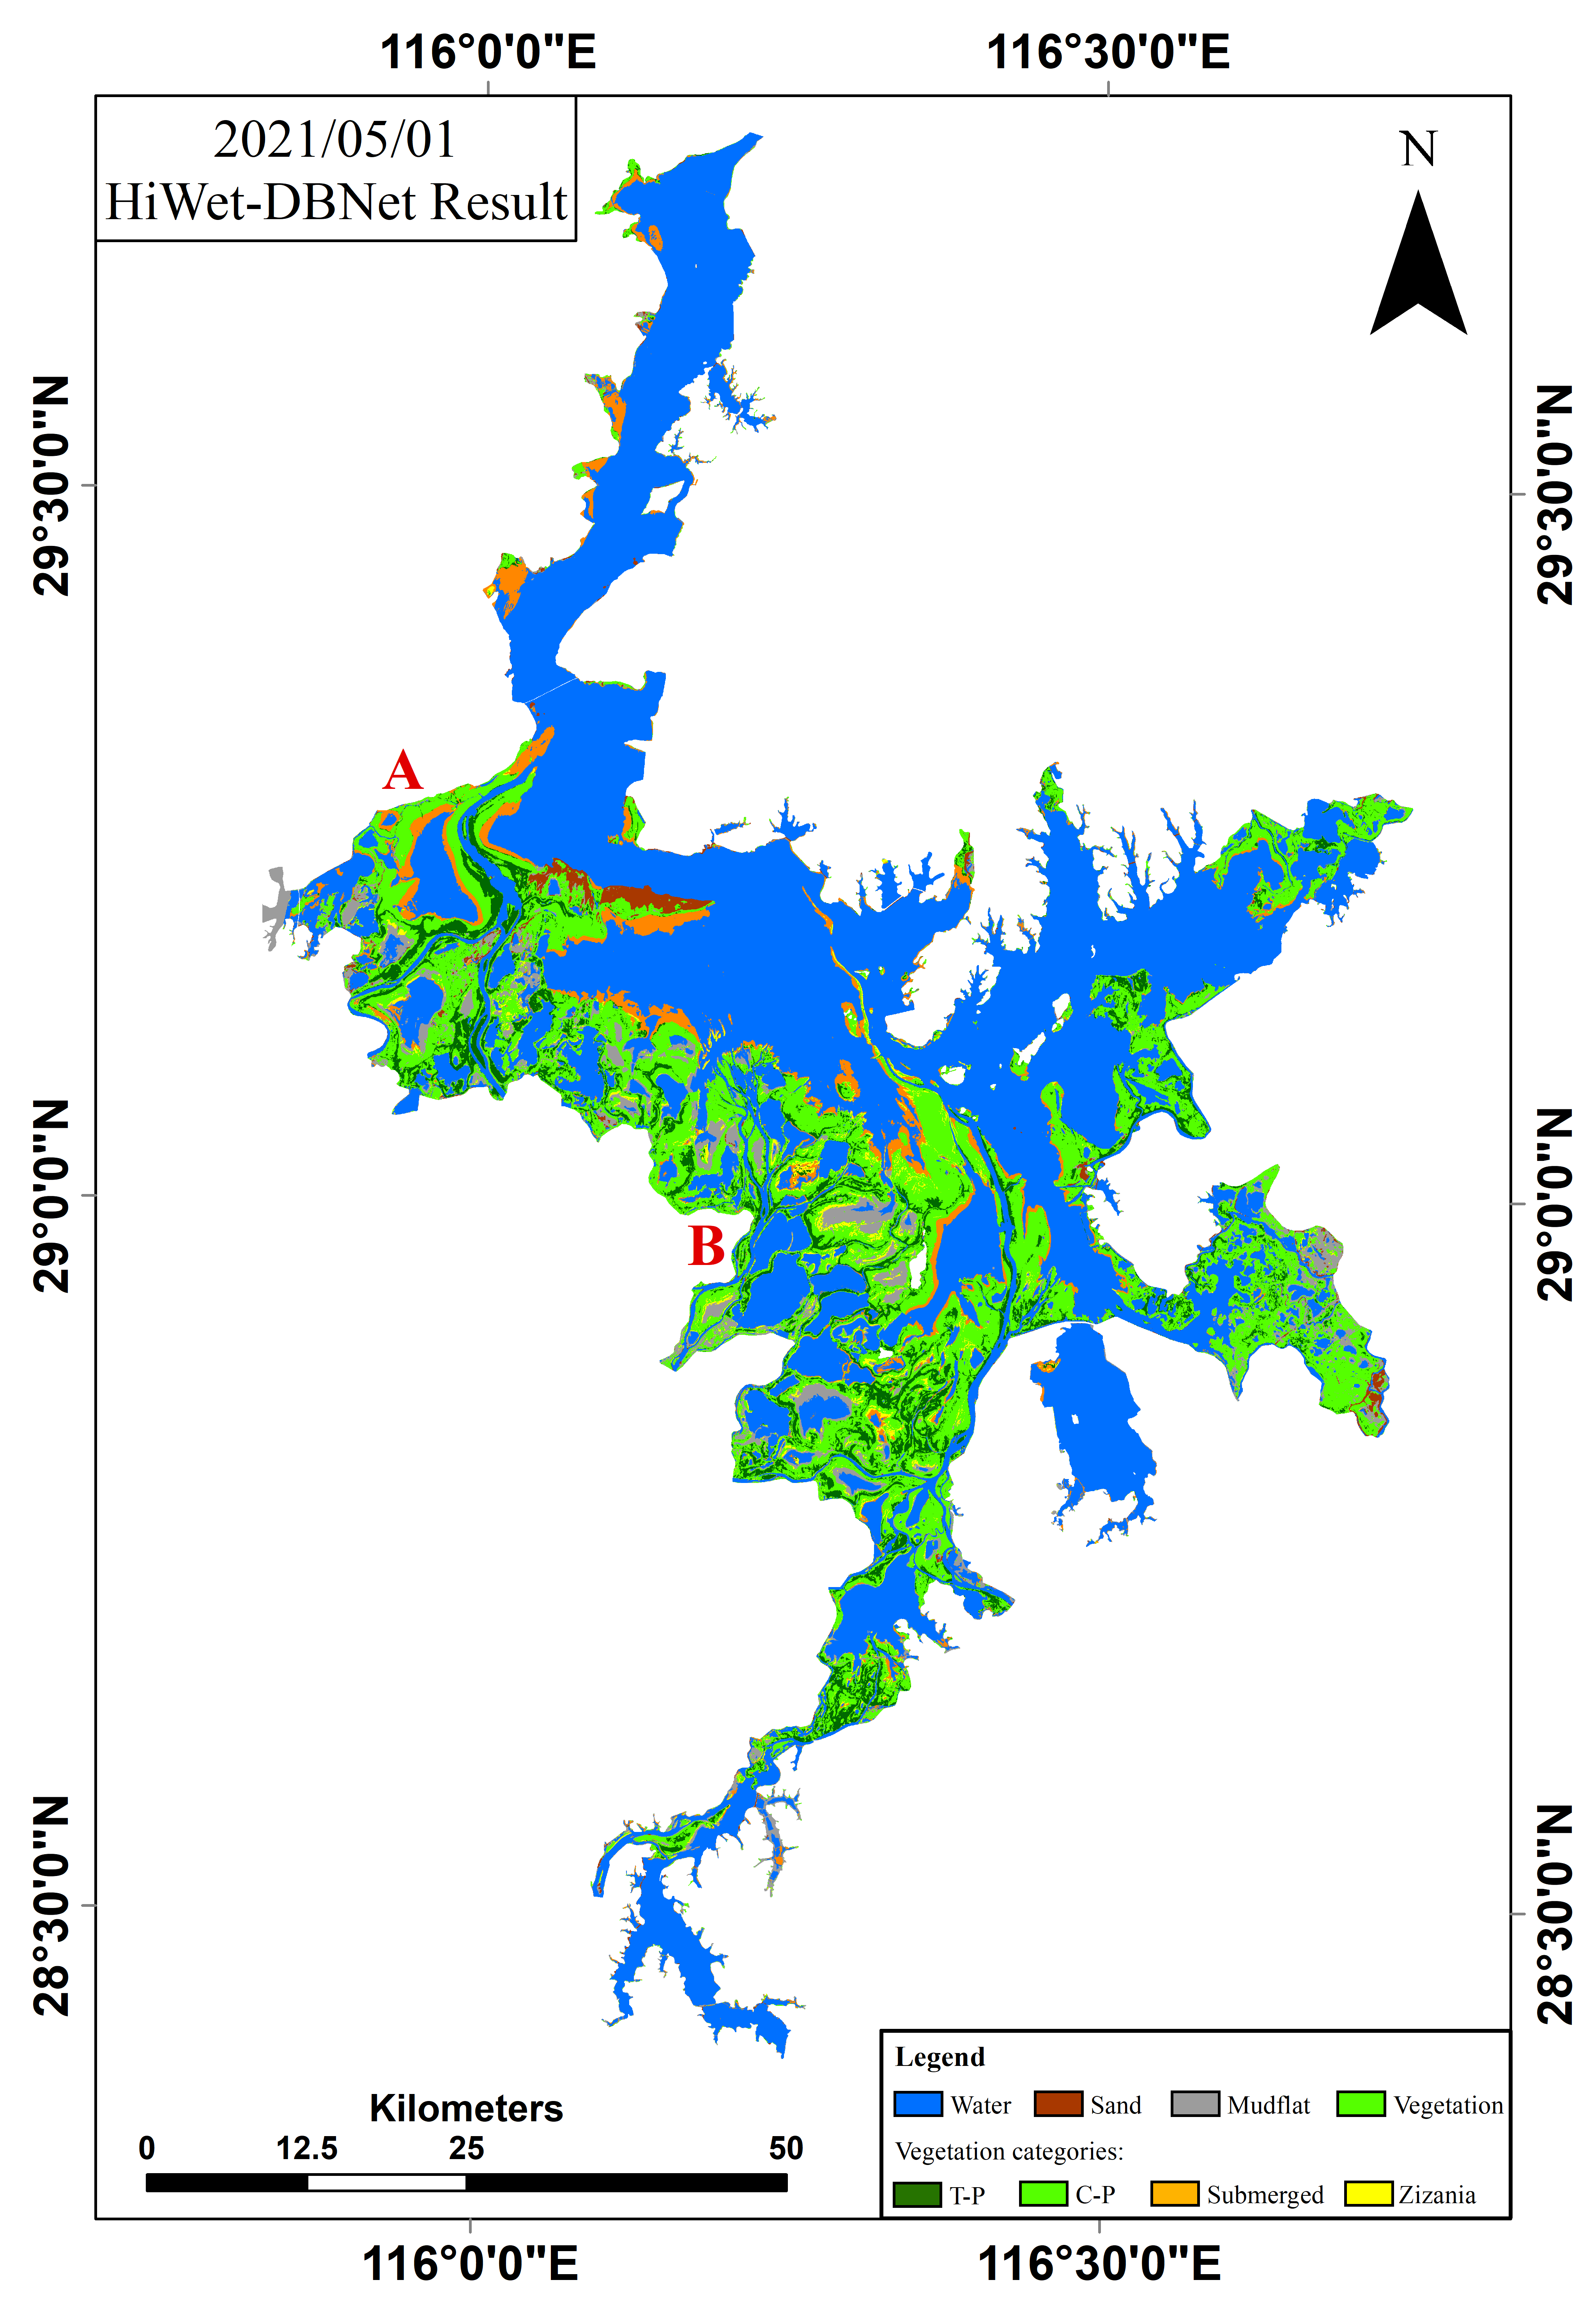 116°0'0"E 116°30'0"E
2021/05/01
HiWet-DBNet Result
N
29°30'0"N 29°30'0"N
A
29°0'0"N 29°0'0"N
B
28°30'0"N 28°30'0"N
Kilometers
0 12.5 25 50
Legend
Water Sand Mudflat Vegetation
Vegetation categories:
T-P C-P Submerged Zizania
116°0'0"E 116°30'0"E